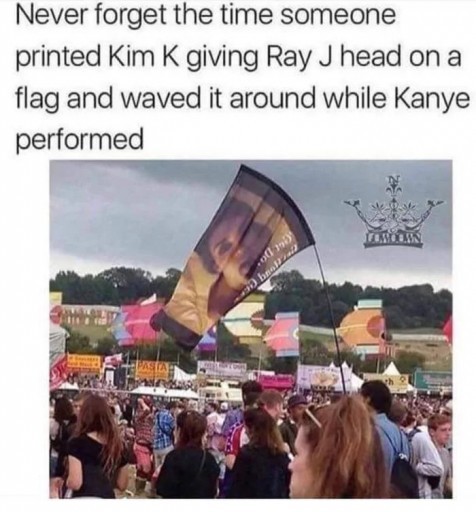 Never forget the time someone
printed Kim K giving Ray J head on a
flag and waved it around while Kanye
performed
PASTA